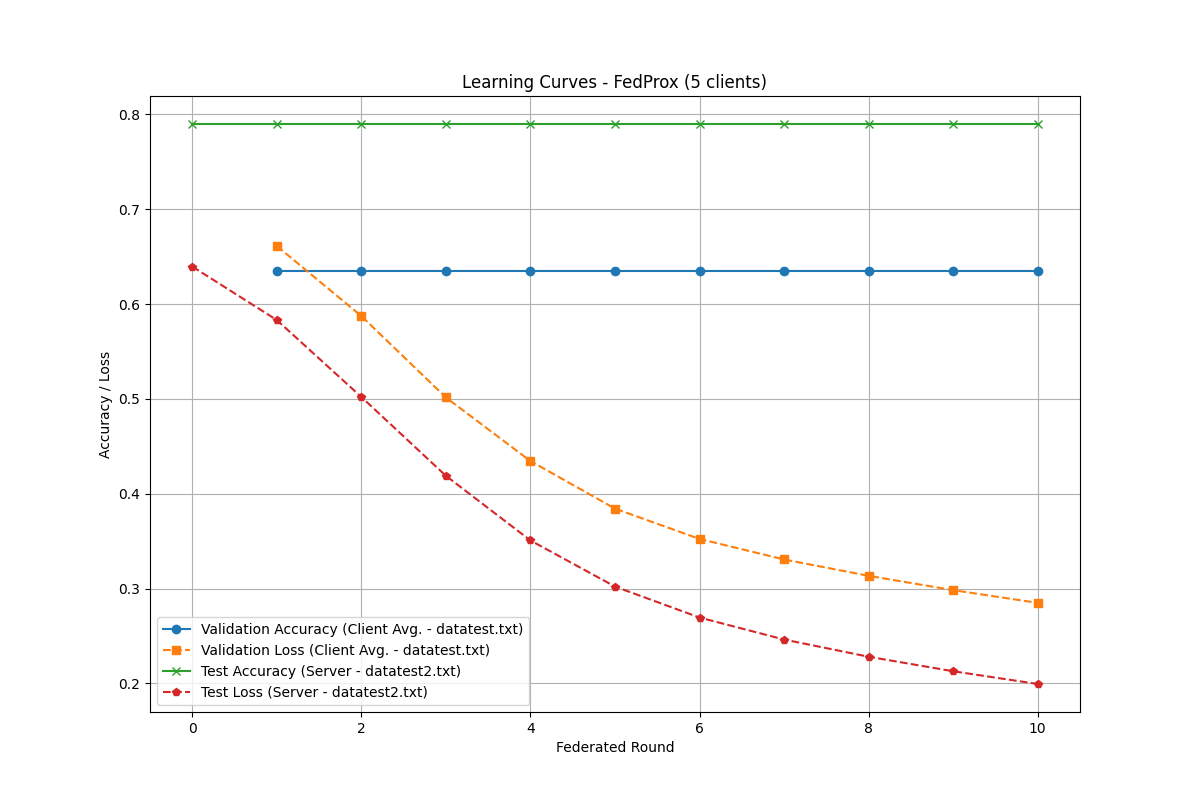 Learning Curves - FedProx (5 clients)
Accuracy / Loss
0.8
0.7
0.6
0.5
0.4
0.3
0.2
Validation Accuracy (Client Avg. - datatest.txt)
Validation Loss (Client Avg. - datatest.txt)
Test Accuracy (Server - datatest2.txt)
Test Loss (Server - datatest2.txt)
0 2 4 6 8 10
Federated Round